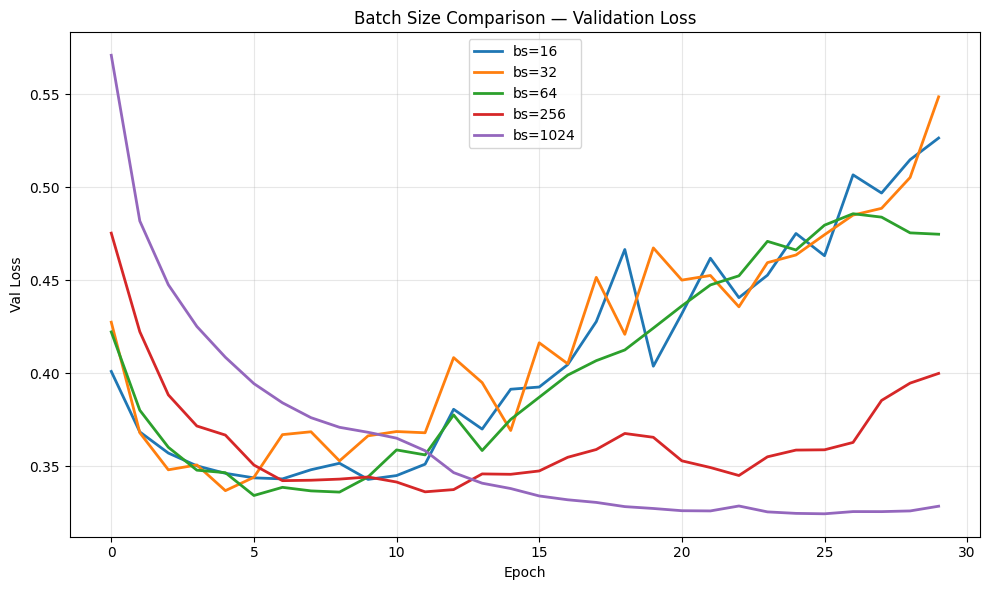 Batch Size Comparison — Validation Loss
bs=16
bs=32
bs=64
bs=256
bs=1024
Val Loss
0.55
0.50
0.45
0.40
0.35
0 5 10 15 20 25 30
Epoch